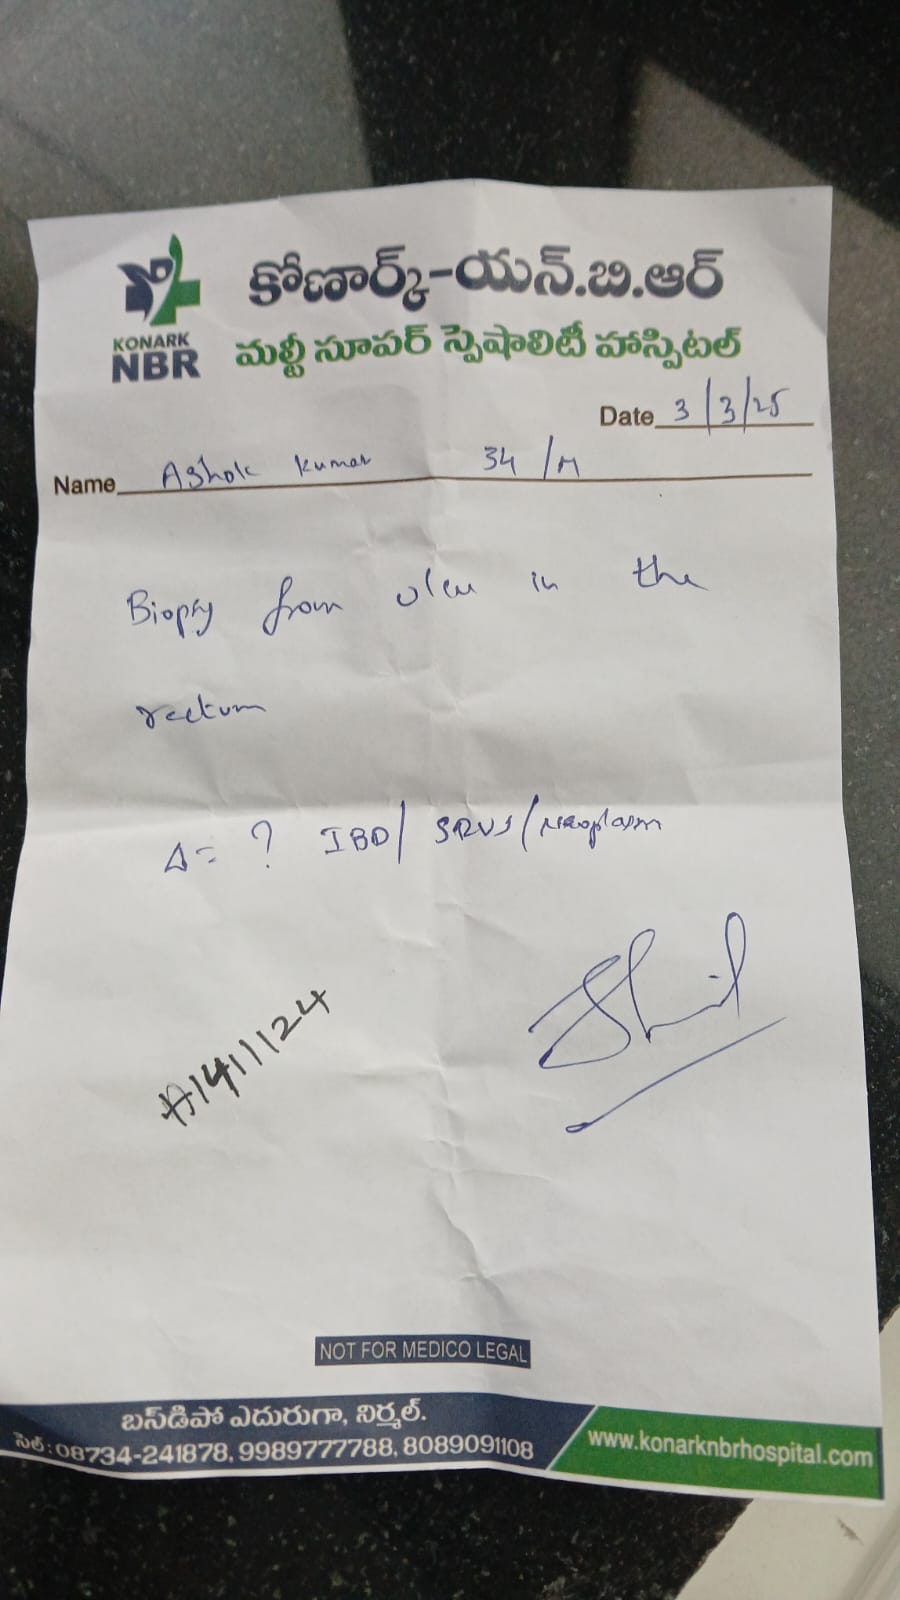 కోణార్క్-యన్.బి.ఆర్
KONARK
NBR
మల్టీ సూపర్ స్పెషాలిటీ హాస్పిటల్
Date 3/3/25
Name Ashok Kumar 34/M
Biopsy from ulcer in the
rectum
Δ= ? IBD/ SRUS/Neoplasm
A1411124
NOT FOR MEDICO LEGAL
బస్‌డిపో ఎదురుగా, నిర్మల్.
సెల్ : 08734-241878, 9989777788, 8089091108
www.konarknbrhospital.com